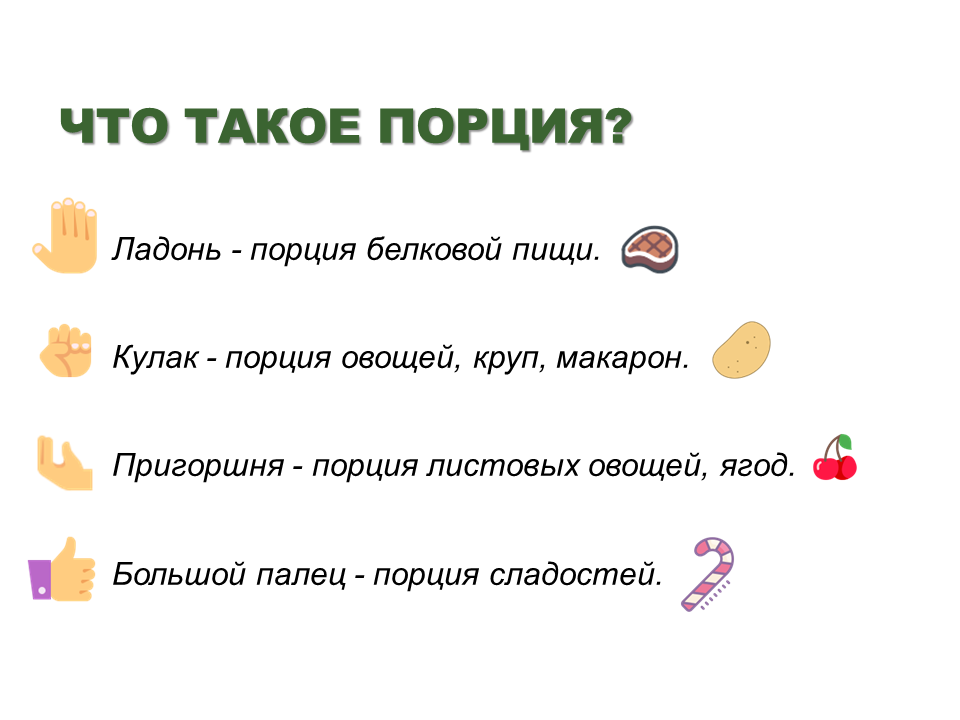 ЧТО ТАКОЕ ПОРЦИЯ?
Ладонь - порция белковой пищи.
Кулак - порция овощей, круп, макарон.
Пригоршня - порция листовых овощей, ягод.
Большой палец - порция сладостей.